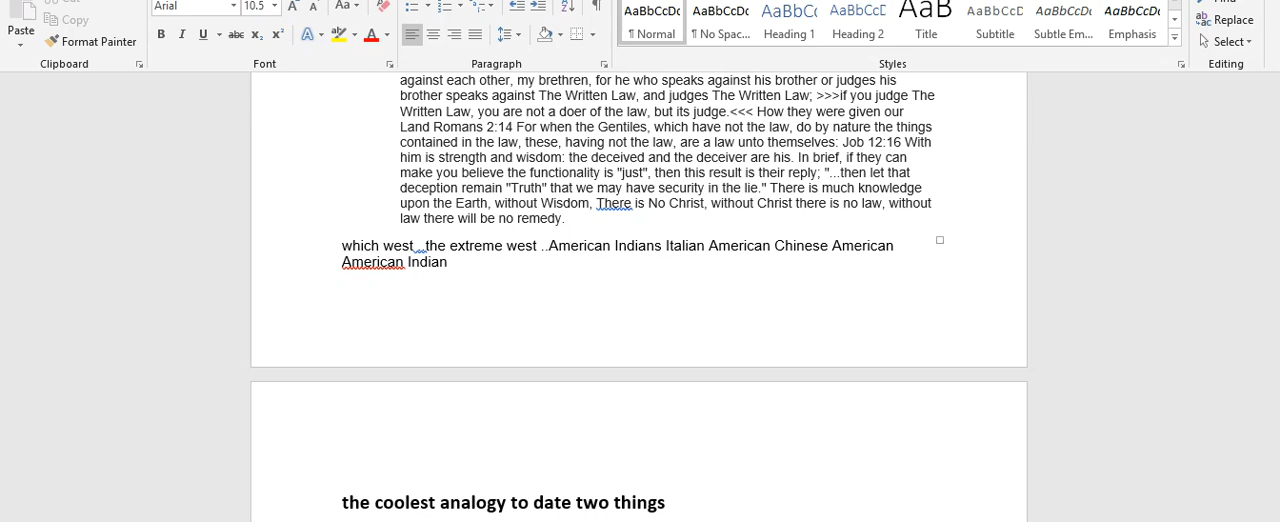 Cut
Paste
Copy
Format Painter
Clipboard
Arial
10.5
A
A
Aa
B I U abc x₂ x²
A
A
Font
Paragraph
AaBbCcDc AaBbCcDc AaBbCc AaBbCcD AaB AaBbCcD AaBbCcDc AaBbCcDc
¶ Normal ¶ No Spac... Heading 1 Heading 2 Title Subtitle Subtle Em... Emphasis
Styles
Replace
Select
Editing
against each other, my brethren, for he who speaks against his brother or judges his
brother speaks against The Written Law, and judges The Written Law; >>>if you judge The
Written Law, you are not a doer of the law, but its judge.<<< How they were given our
Land Romans 2:14 For when the Gentiles, which have not the law, do by nature the things
contained in the law, these, having not the law, are a law unto themselves: Job 12:16 With
him is strength and wisdom: the deceived and the deceiver are his. In brief, if they can
make you believe the functionality is "just", then this result is their reply; "...then let that
deception remain "Truth" that we may have security in the lie." There is much knowledge
upon the Earth, without Wisdom, There is No Christ, without Christ there is no law, without
law there will be no remedy.
which west...the extreme west ..American Indians Italian American Chinese American
American Indian
the coolest analogy to date two things